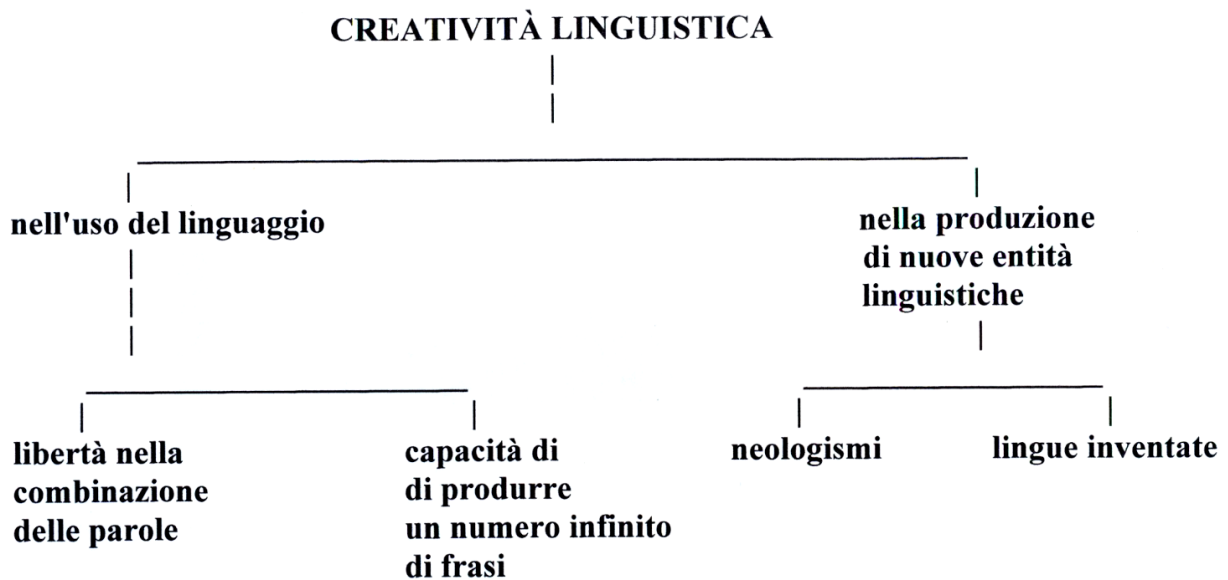 CREATIVITÀ LINGUISTICA
nell'uso del linguaggio
nella produzione
di nuove entità
linguistiche
libertà nella
combinazione
delle parole
capacità di
di produrre
un numero infinito
di frasi
neologismi
lingue inventate